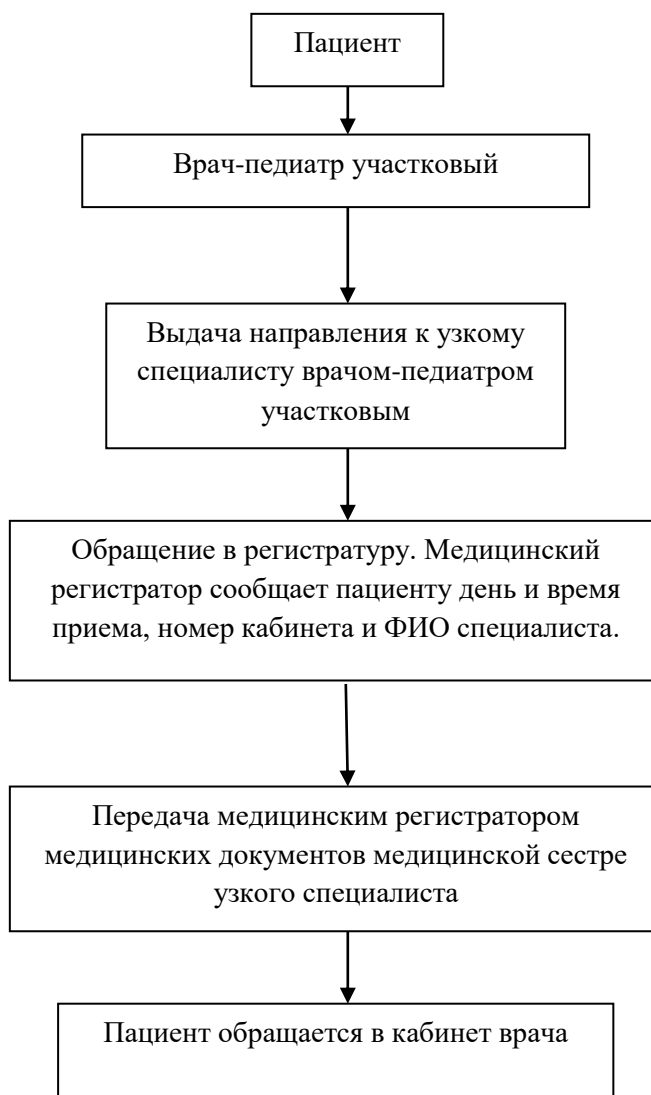 Пациент
Врач-педиатр участковый
Выдача направления к узкому
специалисту врачом-педиатром
участковым
Обращение в регистратуру. Медицинский
регистратор сообщает пациенту день и время
приема, номер кабинета и ФИО специалиста.
Передача медицинским регистратором
медицинских документов медицинской сестре
узкого специалиста
Пациент обращается в кабинет врача